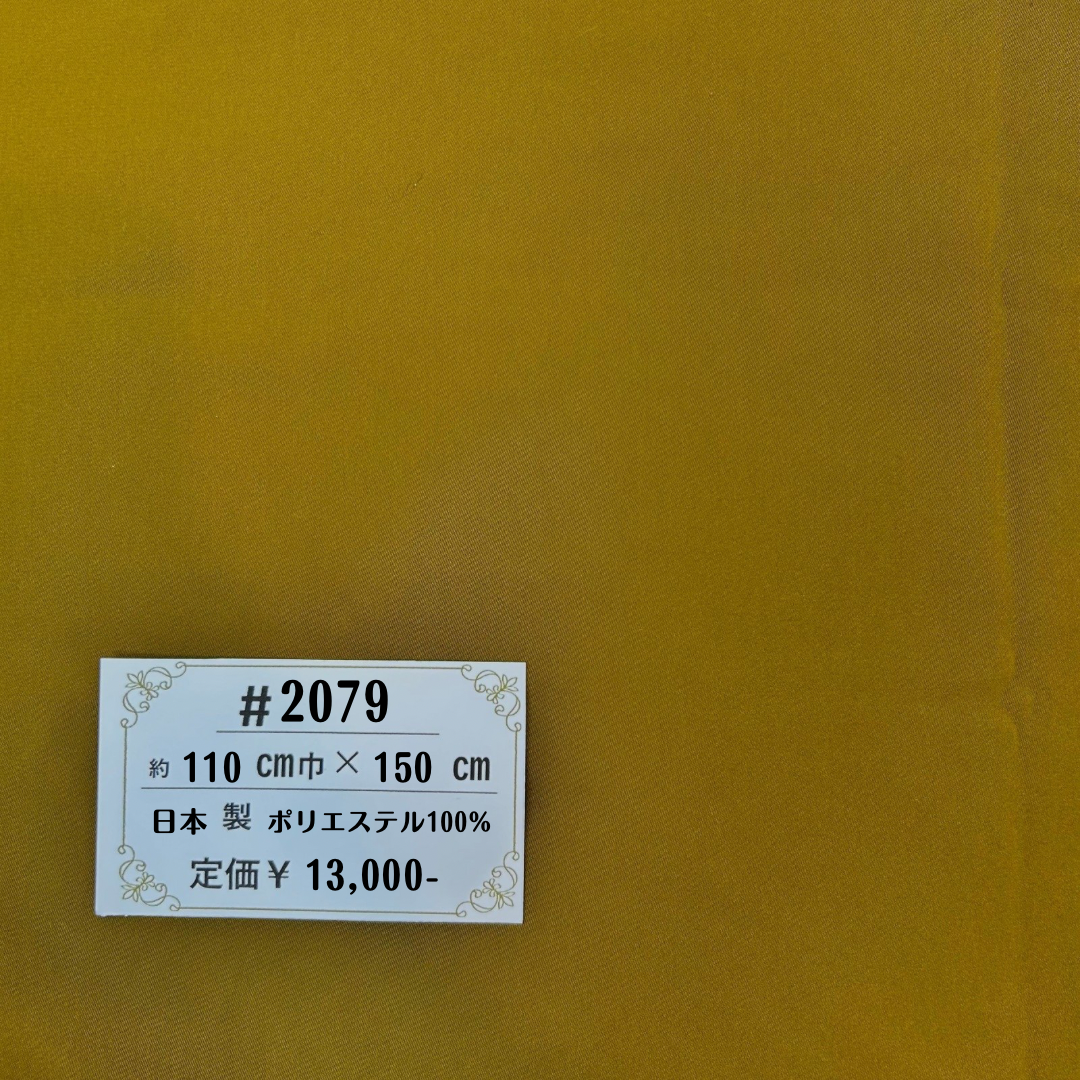 #2079
約 110 cm巾×150 cm
日本 製 ポリエステル100%
定価¥ 13,000-